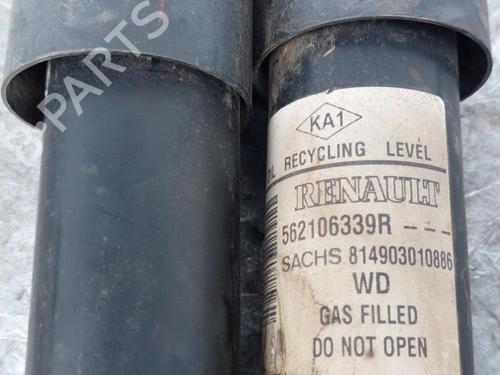 KA1
RECYCLING LEVEL
RENAULT
562106339R ---
SACHS 814903010886
WD
GAS FILLED
DO NOT OPEN
B-PARTS